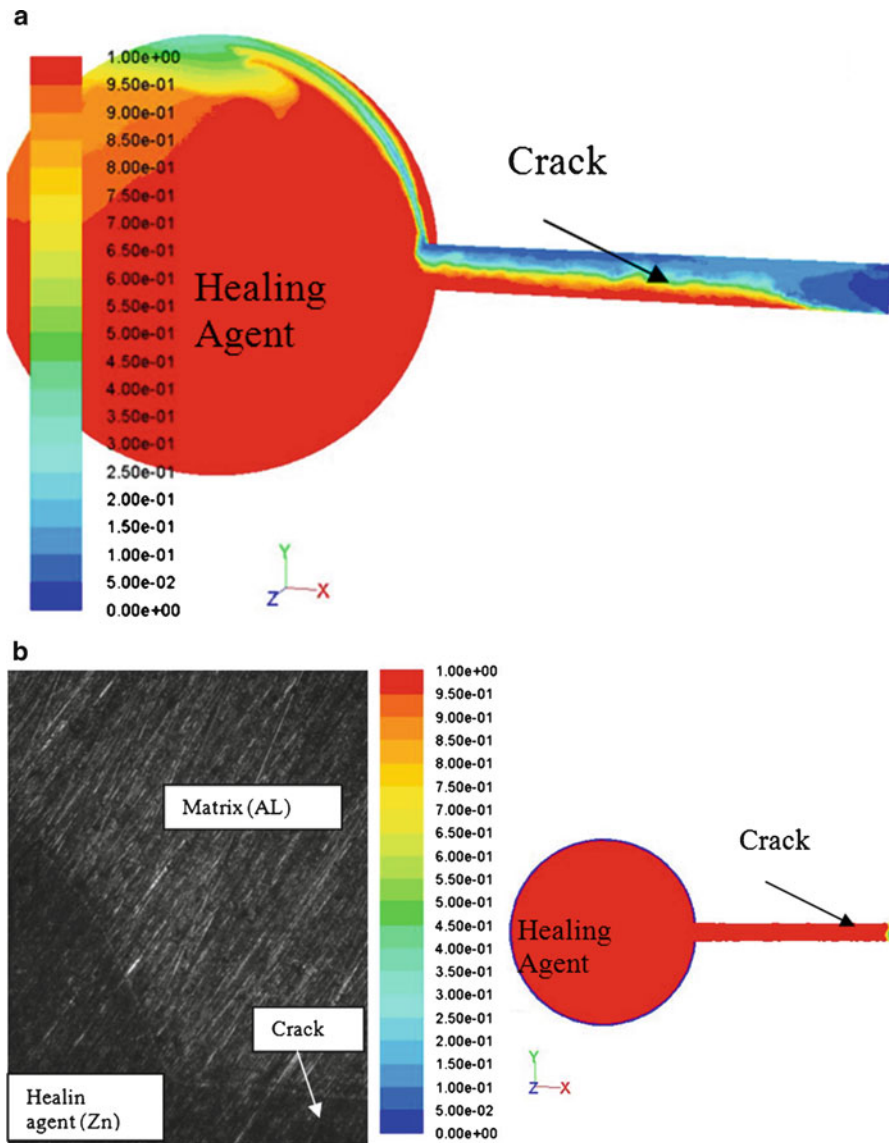 a
1.00e+00
9.50e-01
9.00e-01
8.50e-01
8.00e-01
7.50e-01
7.00e-01
6.50e-01
6.00e-01
5.50e-01
5.00e-01
4.50e-01
4.00e-01
3.50e-01
3.00e-01
2.50e-01
2.00e-01
1.50e-01
1.00e-01
5.00e-02
0.00e+00
Crack
Healing
Agent
Y
Z
X
b
Matrix (AL)
Crack
Healin
agent (Zn)
1.00e+00
9.50e-01
9.00e-01
8.50e-01
8.00e-01
7.50e-01
7.00e-01
6.50e-01
6.00e-01
5.50e-01
5.00e-01
4.50e-01
4.00e-01
3.50e-01
3.00e-01
2.50e-01
2.00e-01
1.50e-01
1.00e-01
5.00e-02
0.00e+00
Crack
Healing
Agent
Y
Z
X